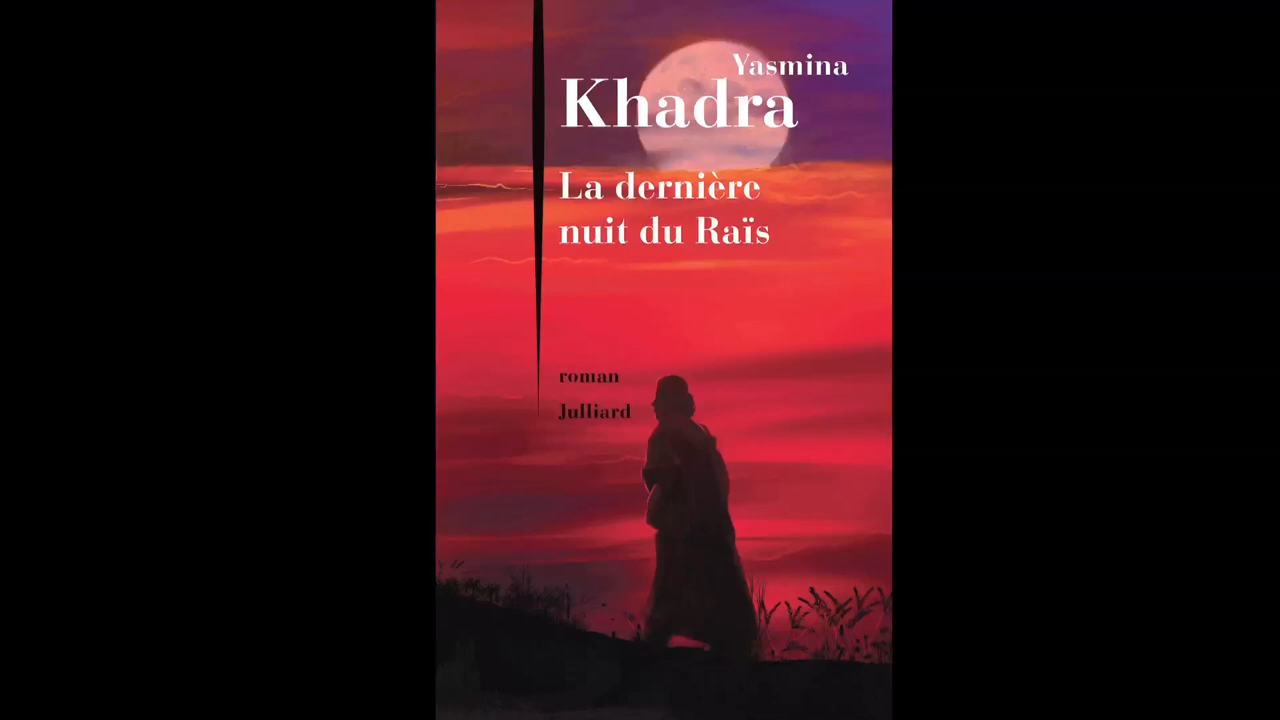 Yasmina
Khadra
La dernière
nuit du Raïs
roman
Julliard